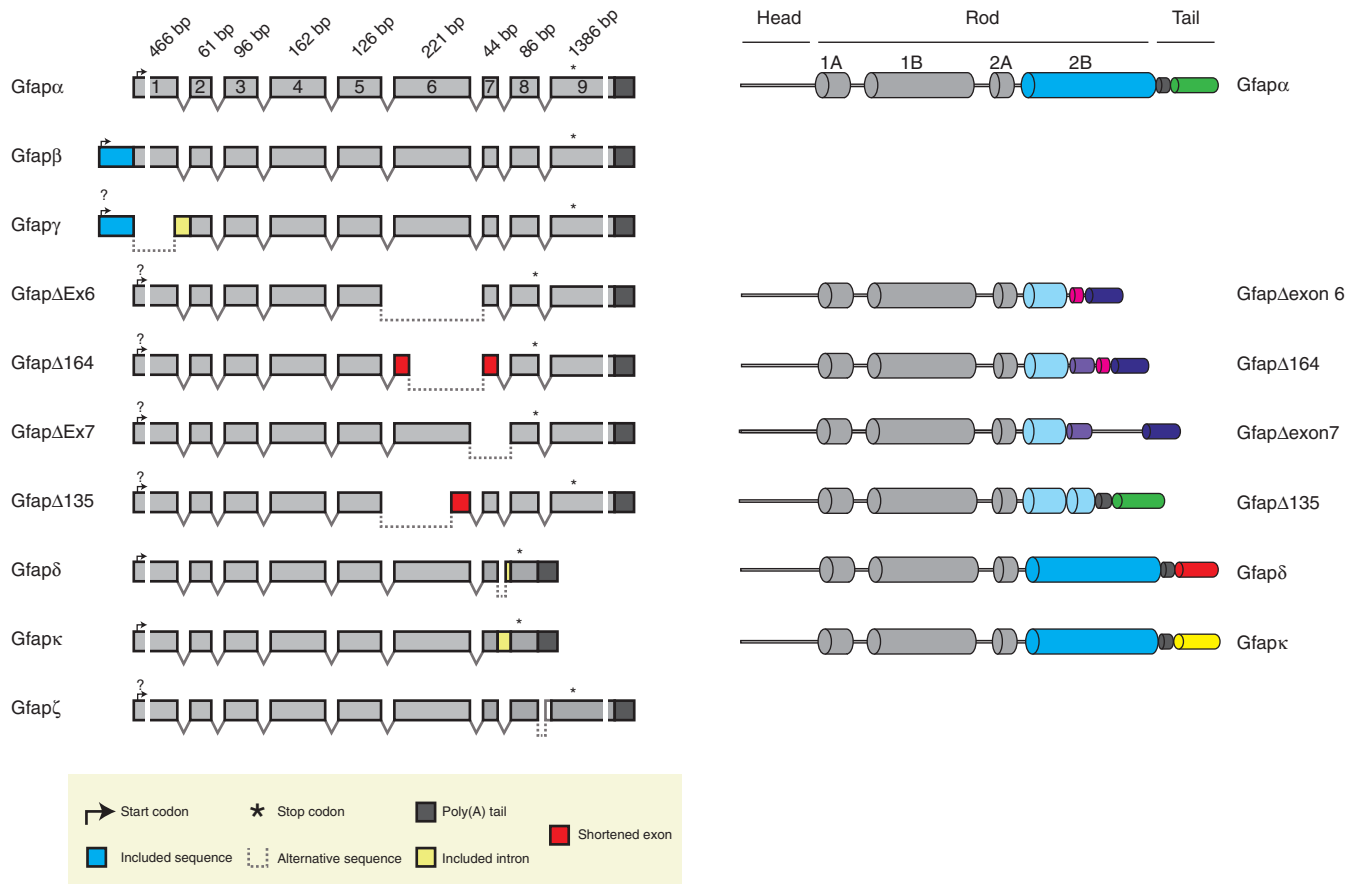 466 bp 61 bp 96 bp 162 bp 126 bp 221 bp 44 bp 86 bp 1386 bp
Head Rod Tail
1A 1B 2A 2B
Gfapα 1 2 3 4 5 6 7 8 9 * Gfapα
Gfapβ *
?
Gfapγ *
?
GfapΔEx6 * GfapΔexon 6
?
GfapΔ164 * GfapΔ164
?
GfapΔEx7 * GfapΔexon7
?
GfapΔ135 * GfapΔ135
Gfapδ * Gfapδ
Gfapκ * Gfapκ
?
Gfapζ *
Start codon * Stop codon Poly(A) tail
Shortened exon
Included sequence Alternative sequence Included intron